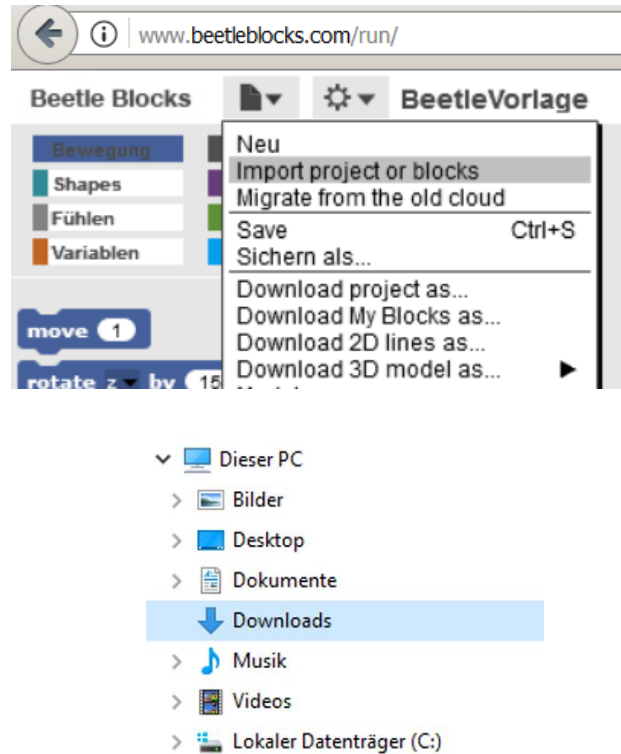 www.beetleblocks.com/run/
Beetle Blocks BeetleVorlage
Bewegung
Neu
Import project or blocks
Shapes
Migrate from the old cloud
Fühlen
Save Ctrl+S
Variablen
Sichern als...
Download project as...
Download My Blocks as...
move 1
Download 2D lines as...
Download 3D model as...
rotate z by 15
Dieser PC
Bilder
Desktop
Dokumente
Downloads
Musik
Videos
Lokaler Datenträger (C:)